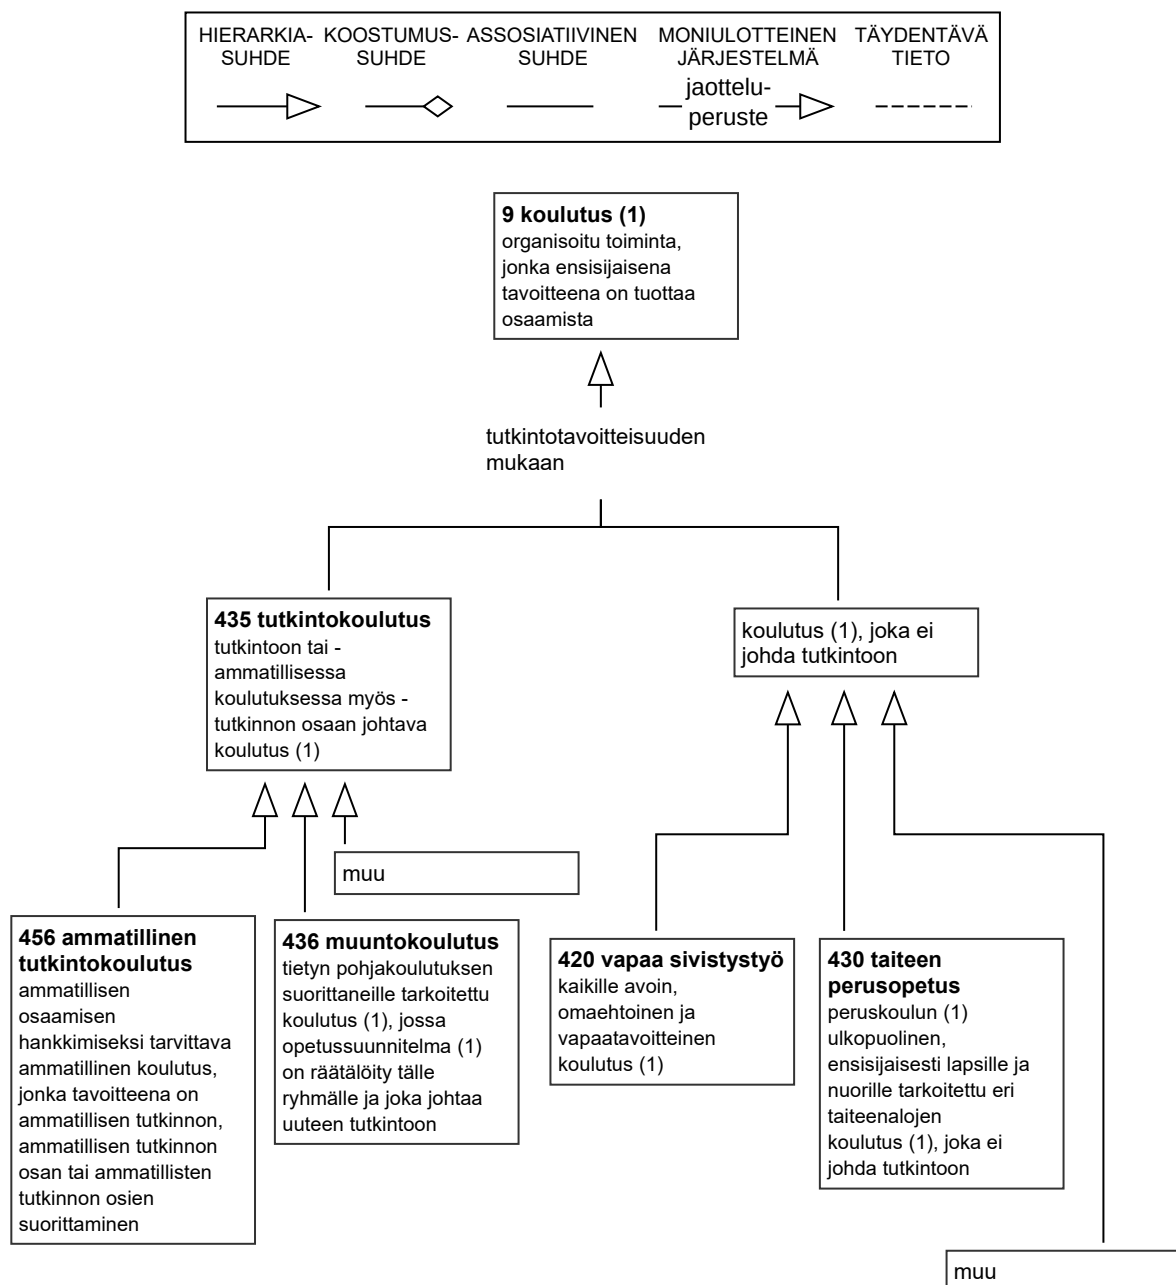 HIERARKIA-
SUHDE
KOOSTUMUS-
SUHDE
ASSOSIATIIVINEN
SUHDE
MONIULOTTEINEN
JÄRJESTELMÄ
jaottelu-
peruste
TÄYDENTÄVÄ
TIETO
9 koulutus (1)
organisoitu toiminta,
jonka ensisijaisena
tavoitteena on tuottaa
osaamista
tutkintotavoitteisuuden
mukaan
435 tutkintokoulutus
tutkintoon tai -
ammatillisessa
koulutuksessa myös -
tutkinnon osaan johtava
koulutus (1)
koulutus (1), joka ei
johda tutkintoon
muu
456 ammatillinen
tutkintokoulutus
ammatillisen
osaamisen
hankkimiseksi tarvittava
ammatillinen koulutus,
jonka tavoitteena on
ammatillisen tutkinnon,
ammatillisen tutkinnon
osan tai ammatillisten
tutkinnon osien
suorittaminen
436 muuntokoulutus
tietyn pohjakoulutuksen
suorittaneille tarkoitettu
koulutus (1), jossa
opetussuunnitelma (1)
on räätälöity tälle
ryhmälle ja joka johtaa
uuteen tutkintoon
420 vapaa sivistystyö
kaikille avoin,
omaehtoinen ja
vapaatavoitteinen
koulutus (1)
430 taiteen
perusopetus
peruskoulun (1)
ulkopuolinen,
ensisijaisesti lapsille ja
nuorille tarkoitettu eri
taiteenalojen
koulutus (1), joka ei
johda tutkintoon
muu